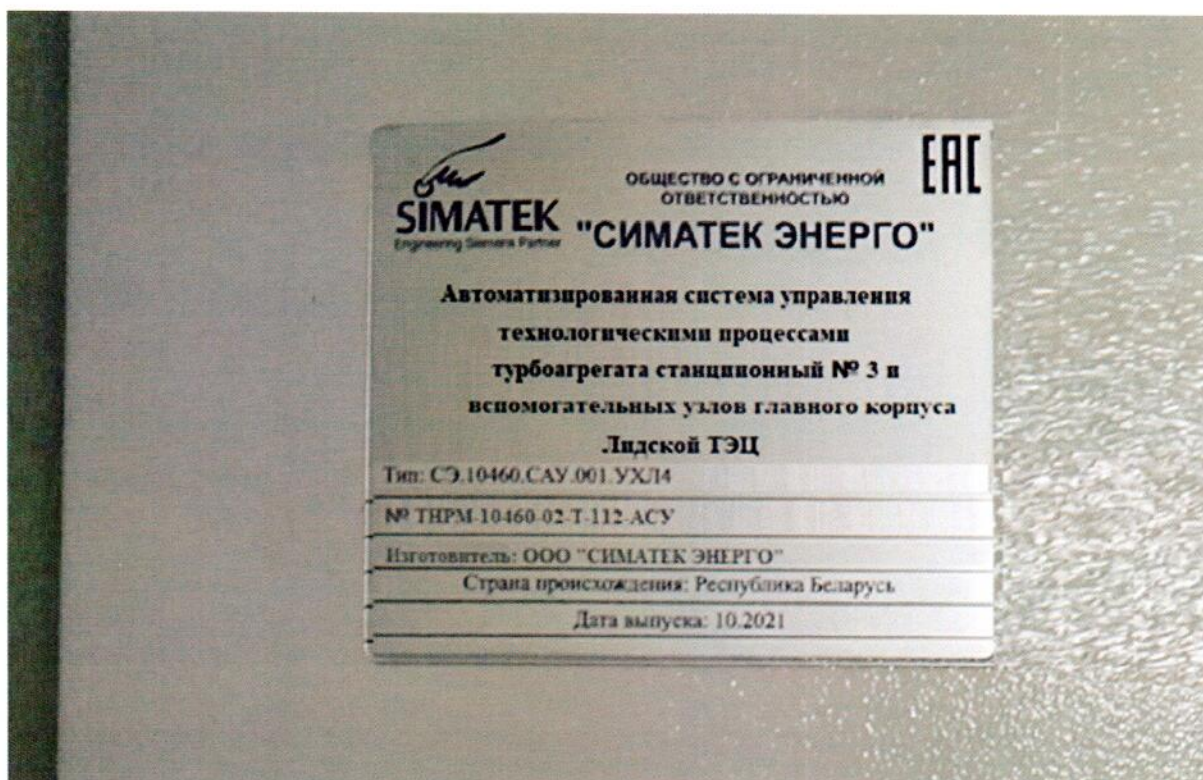 SIMATEK
Engineering Siemens Partner
ОБЩЕСТВО С ОГРАНИЧЕННОЙ
ОТВЕТСТВЕННОСТЬЮ
"СИМАТЕК ЭНЕРГО"
EAC
Автоматизированная система управления
технологическими процессами
турбоагрегата станционный № 3 и
вспомогательных узлов главного корпуса
Лидской ТЭЦ
Тип: СЭ.10460.САУ.001.УХЛ4
№ ТНРМ-10460-02-Т-112-АСУ
Изготовитель: ООО "СИМАТЕК ЭНЕРГО"
Страна происхождения: Республика Беларусь
Дата выпуска: 10.2021